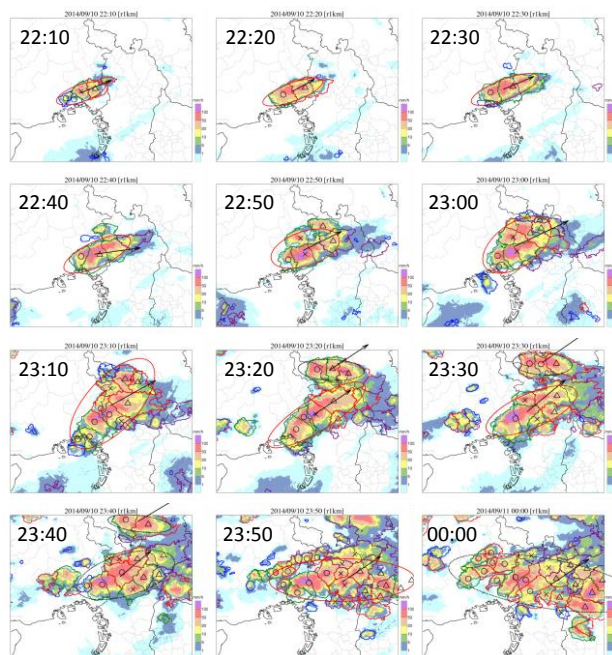 2014/09/10 22:10 [r1km]
22:10
2014/09/10 22:20 [r1km]
22:20
2014/09/10 22:30 [r1km]
22:30
2014/09/10 22:40 [r1km]
22:40
2014/09/10 22:50 [r1km]
22:50
2014/09/10 23:00 [r1km]
23:00
2014/09/10 23:10 [r1km]
23:10
2014/09/10 23:20 [r1km]
23:20
2014/09/10 23:30 [r1km]
23:30
2014/09/10 23:40 [r1km]
23:40
2014/09/10 23:50 [r1km]
23:50
2014/09/11 00:00 [r1km]
00:00